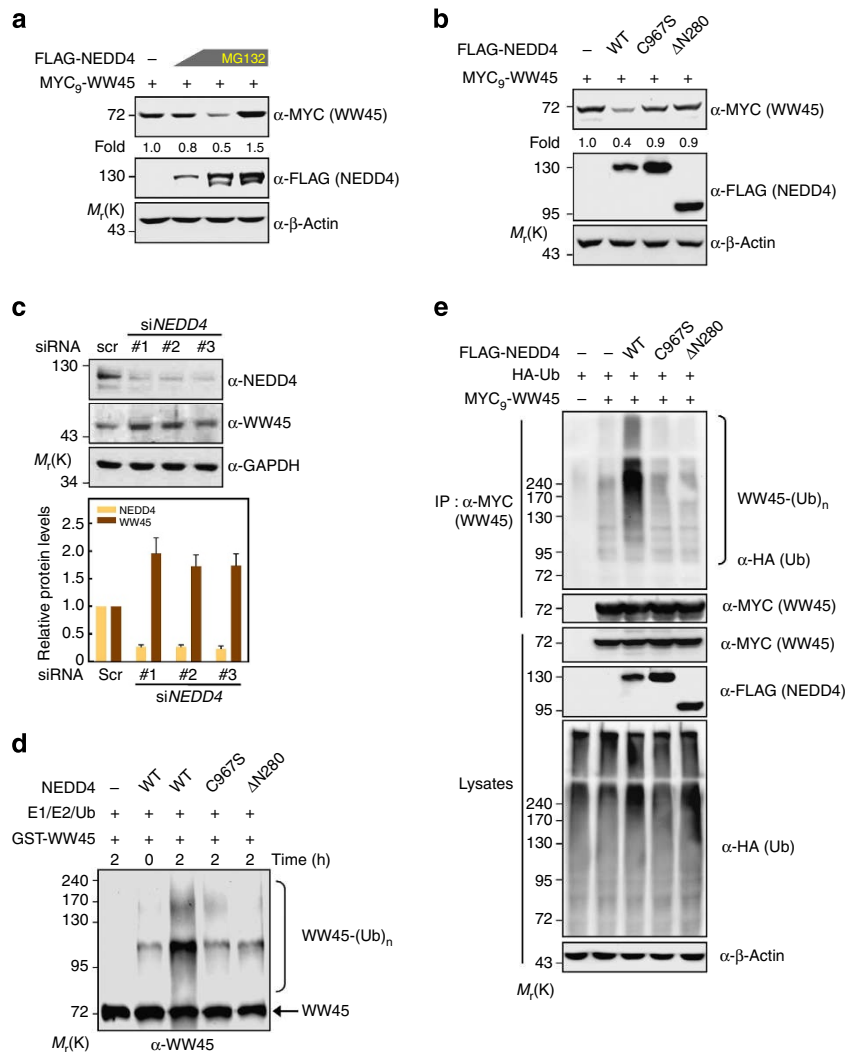 a
FLAG-NEDD4 – MG132
MYC9-WW45 + + + +
72 α-MYC (WW45)
Fold 1.0 0.8 0.5 1.5
130 α-FLAG (NEDD4)
Mr(K)
43 α-β-Actin
b
FLAG-NEDD4 – WT C967S ΔN280
MYC9-WW45 + + + +
72 α-MYC (WW45)
Fold 1.0 0.4 0.9 0.9
130
α-FLAG (NEDD4)
95
Mr(K)
43 α-β-Actin
c
siNEDD4
siRNA scr #1 #2 #3
130
α-NEDD4
α-WW45
43
Mr(K) α-GAPDH
34
Relative protein levels
NEDD4
WW45
2.5
2.0
1.5
1.0
0.5
0
siRNA Scr #1 #2 #3
siNEDD4
d
NEDD4 – WT WT C967S ΔN280
E1/E2/Ub + + + + +
GST-WW45 + + + + +
2 0 2 2 2 Time (h)
240
170
130
WW45-(Ub)n
95
72 WW45
Mr(K) α-WW45
e
FLAG-NEDD4 – – WT C967S ΔN280
HA-Ub + + + + +
MYC9-WW45 – + + + +
IP : α-MYC
(WW45)
240
170
130
95
72
WW45-(Ub)n
α-HA (Ub)
72 α-MYC (WW45)
Lysates
72 α-MYC (WW45)
130
α-FLAG (NEDD4)
95
240
170
130
α-HA (Ub)
95
72
43 α-β-Actin
Mr(K)